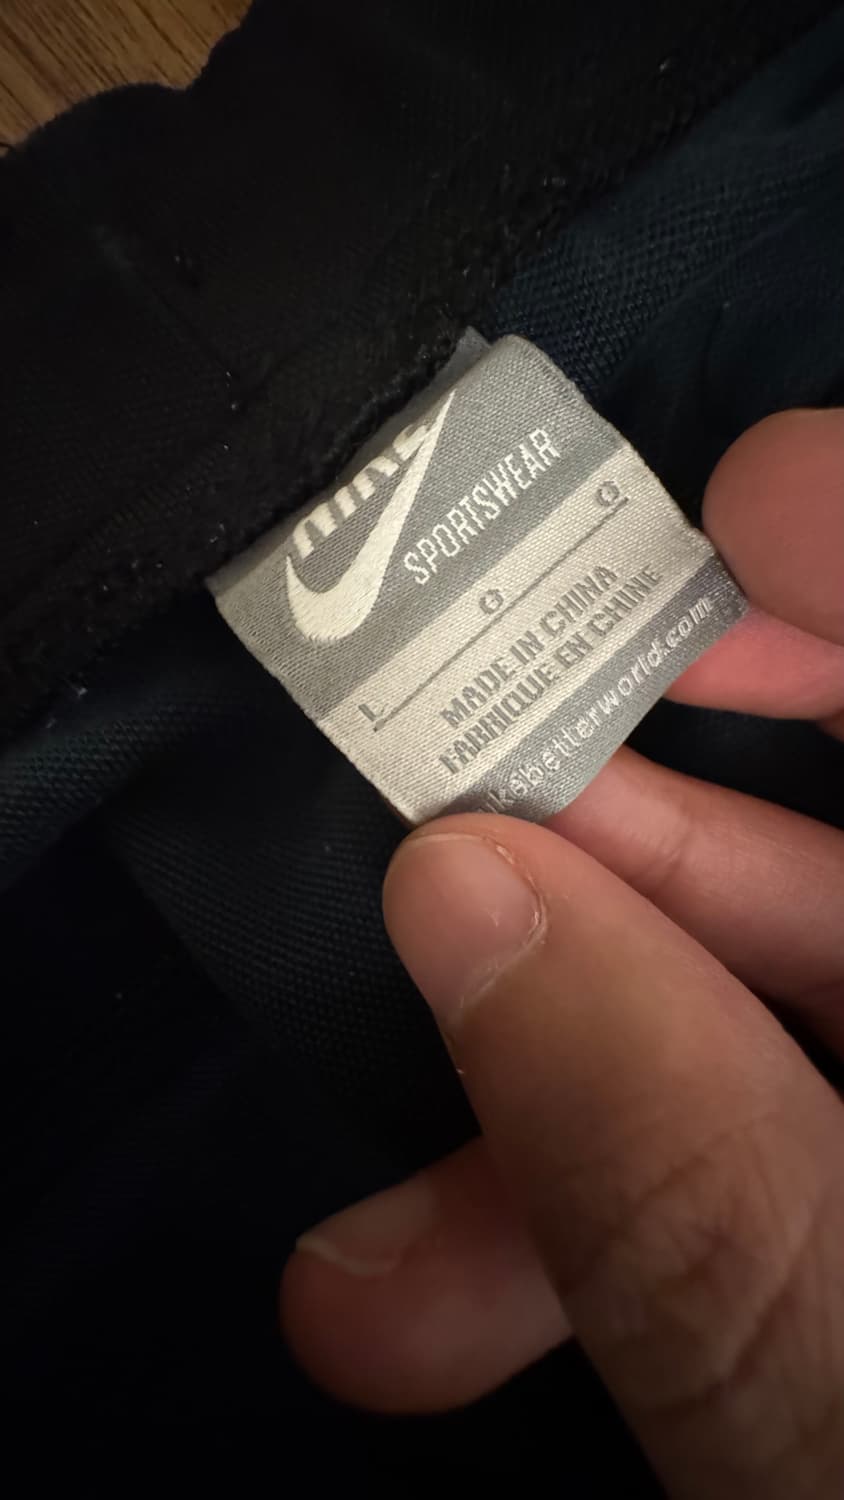 NIKE
SPORTSWEAR
L G G
MADE IN CHINA
FABRIQUE EN CHINE
nikebetterworld.com